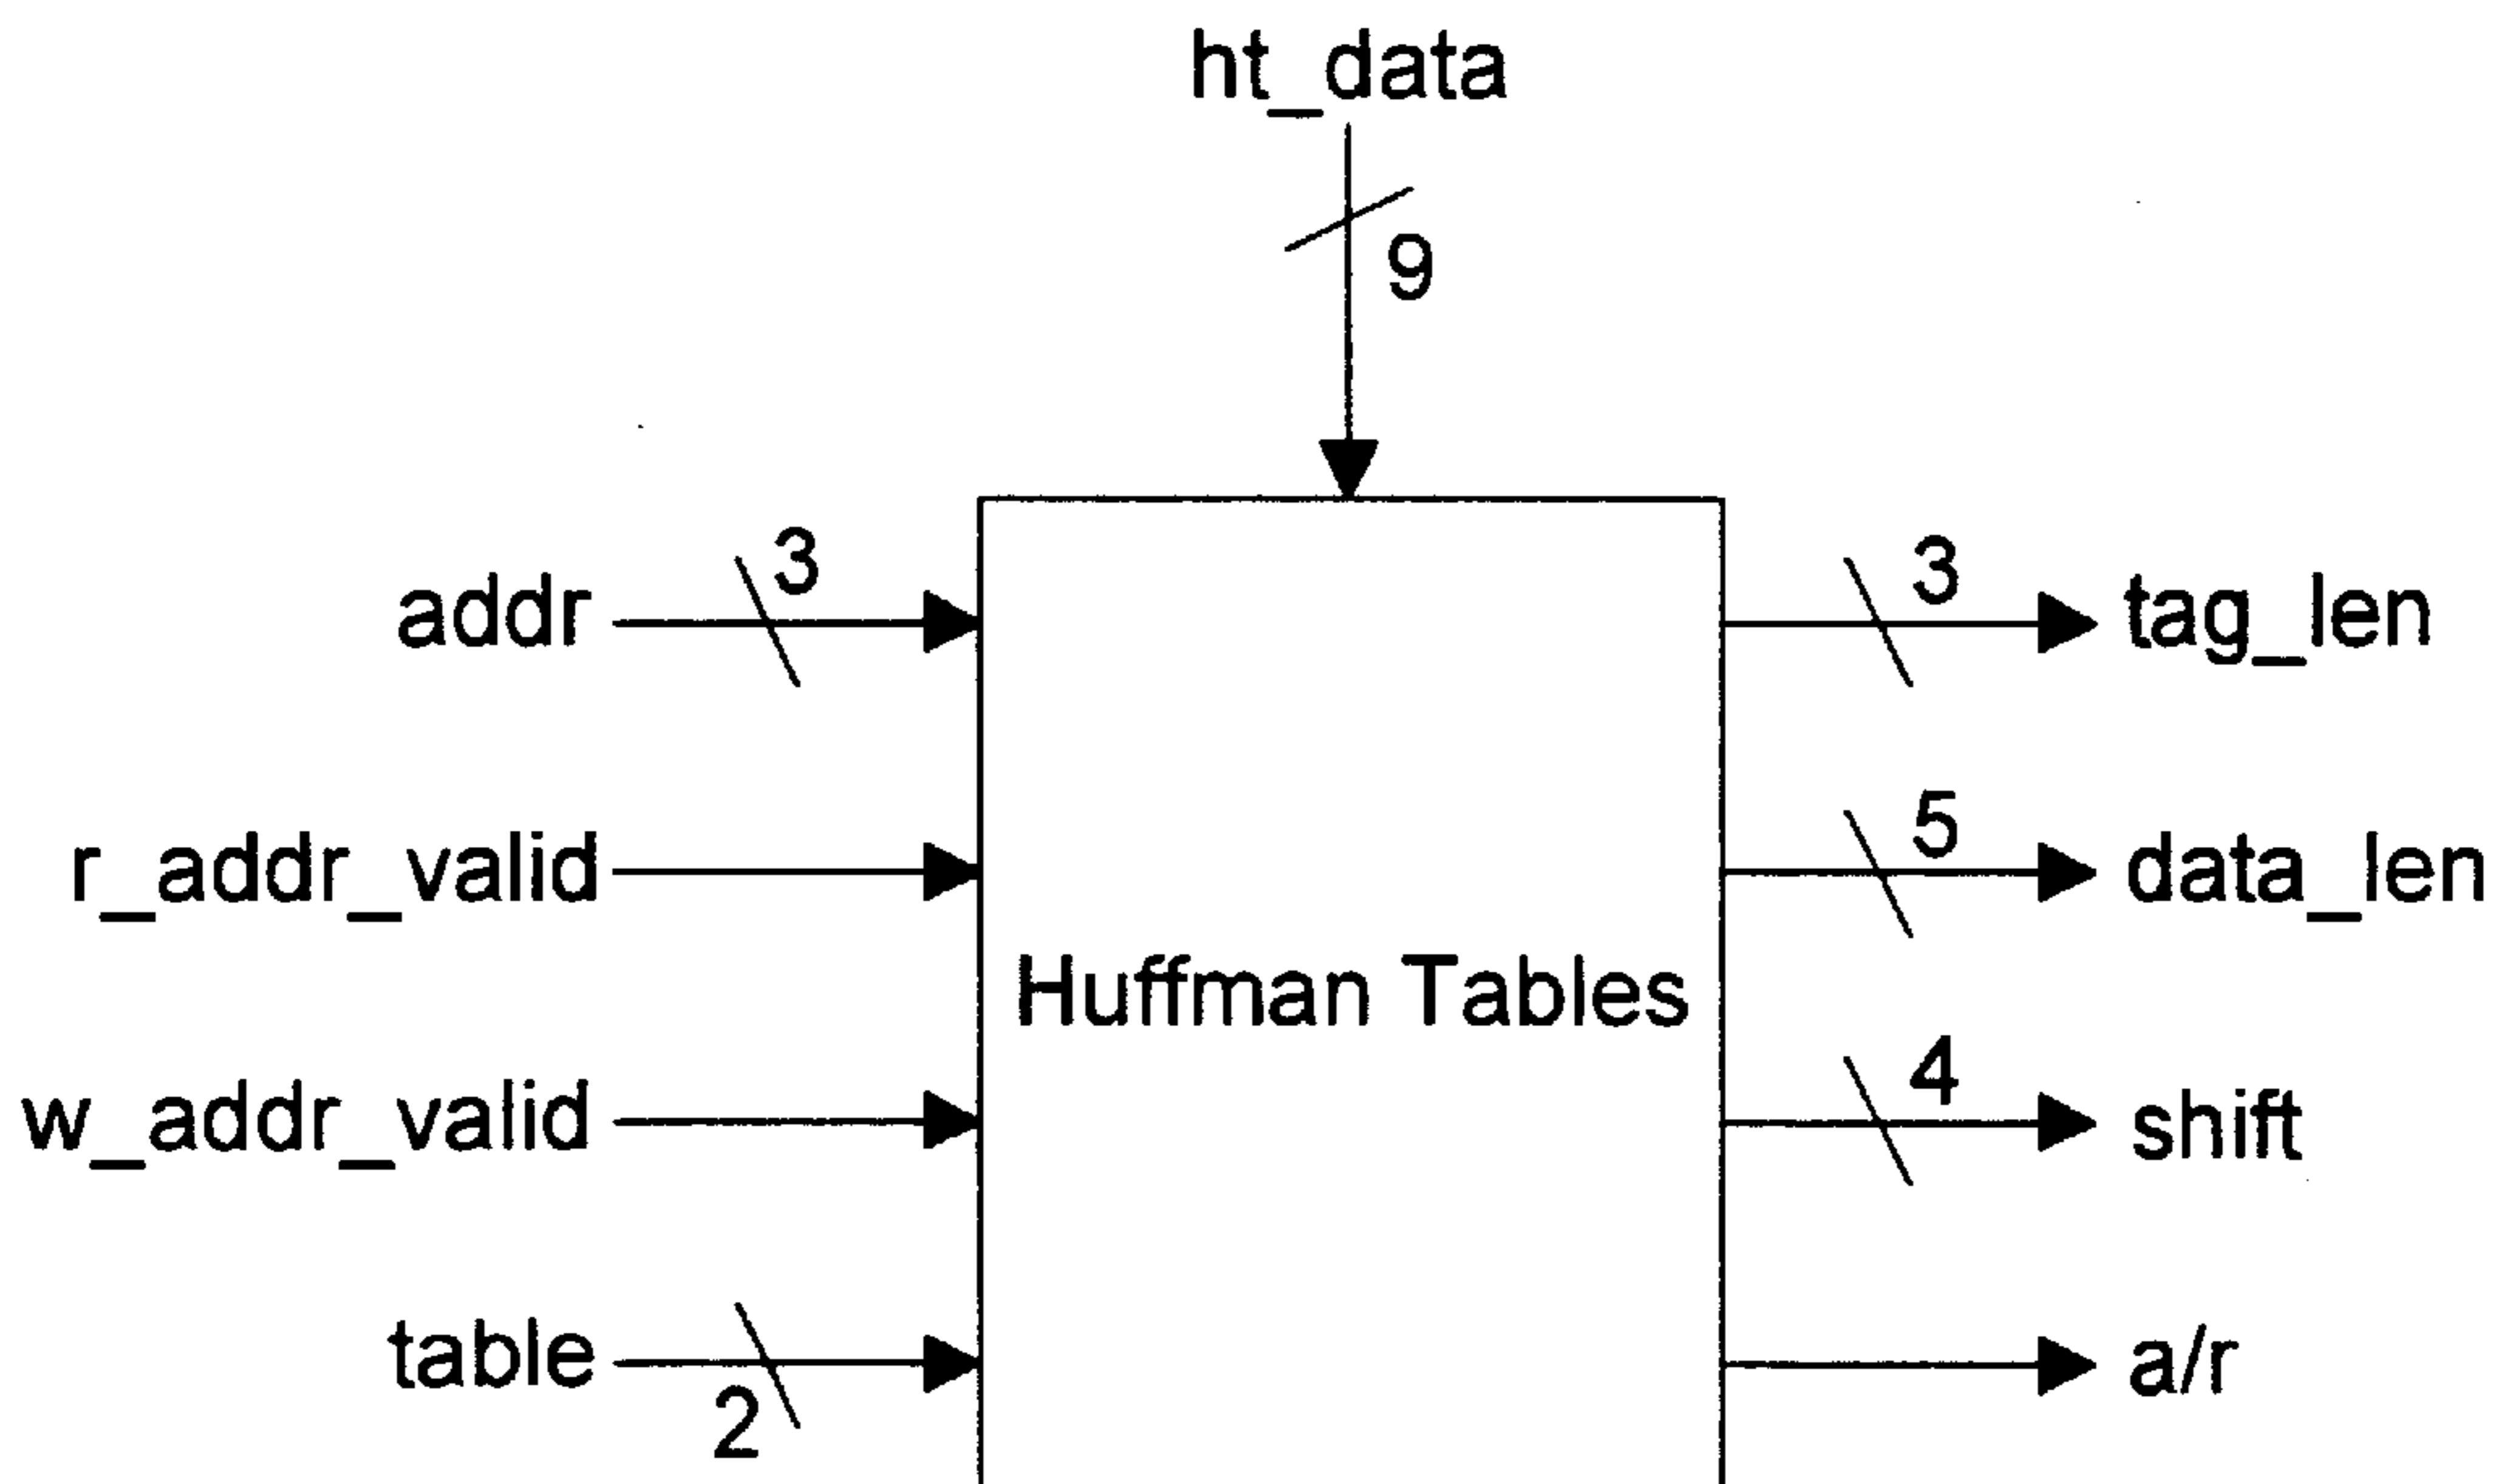 ht_data
9
addr
3
3
tag_len
r_addr_valid
5
data_len
Huffman Tables
w_addr_valid
4
shift
table
2
a/r